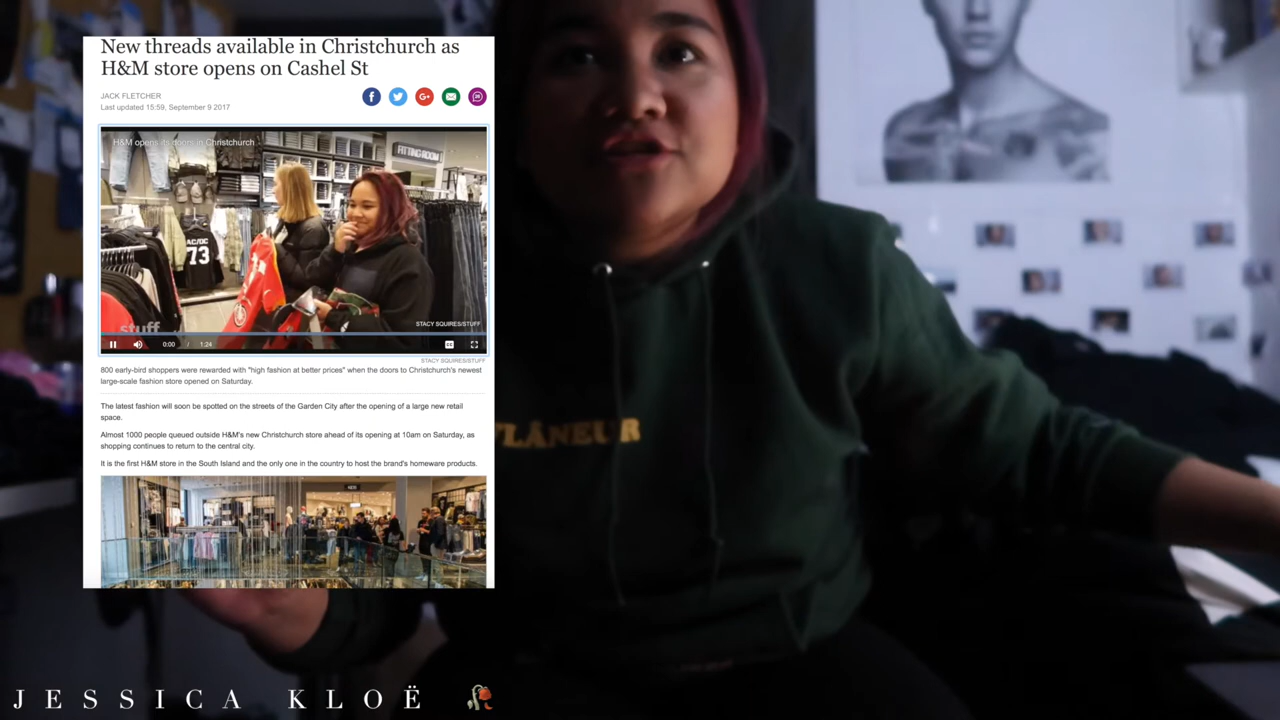 New threads available in Christchurch as
H&M store opens on Cashel St
JACK FLETCHER
Last updated 15:59, September 9 2017
H&M opens its doors in Christchurch
FITTING ROOM
AC/DC
73
stuff
STACY SQUIRES/STUFF
0:00 / 1:24
CC
STACY SQUIRES/STUFF
800 early-bird shoppers were rewarded with "high fashion at better prices" when the doors to Christchurch's newest
large-scale fashion store opened on Saturday.
The latest fashion will soon be spotted on the streets of the Garden City after the opening of a large new retail
space.
Almost 1000 people queued outside H&M's new Christchurch store ahead of its opening at 10am on Saturday, as
shopping continues to return to the central city.
It is the first H&M store in the South Island and the only one in the country to host the brand's homeware products.
FLÂNEUR
JESSICA KLOË